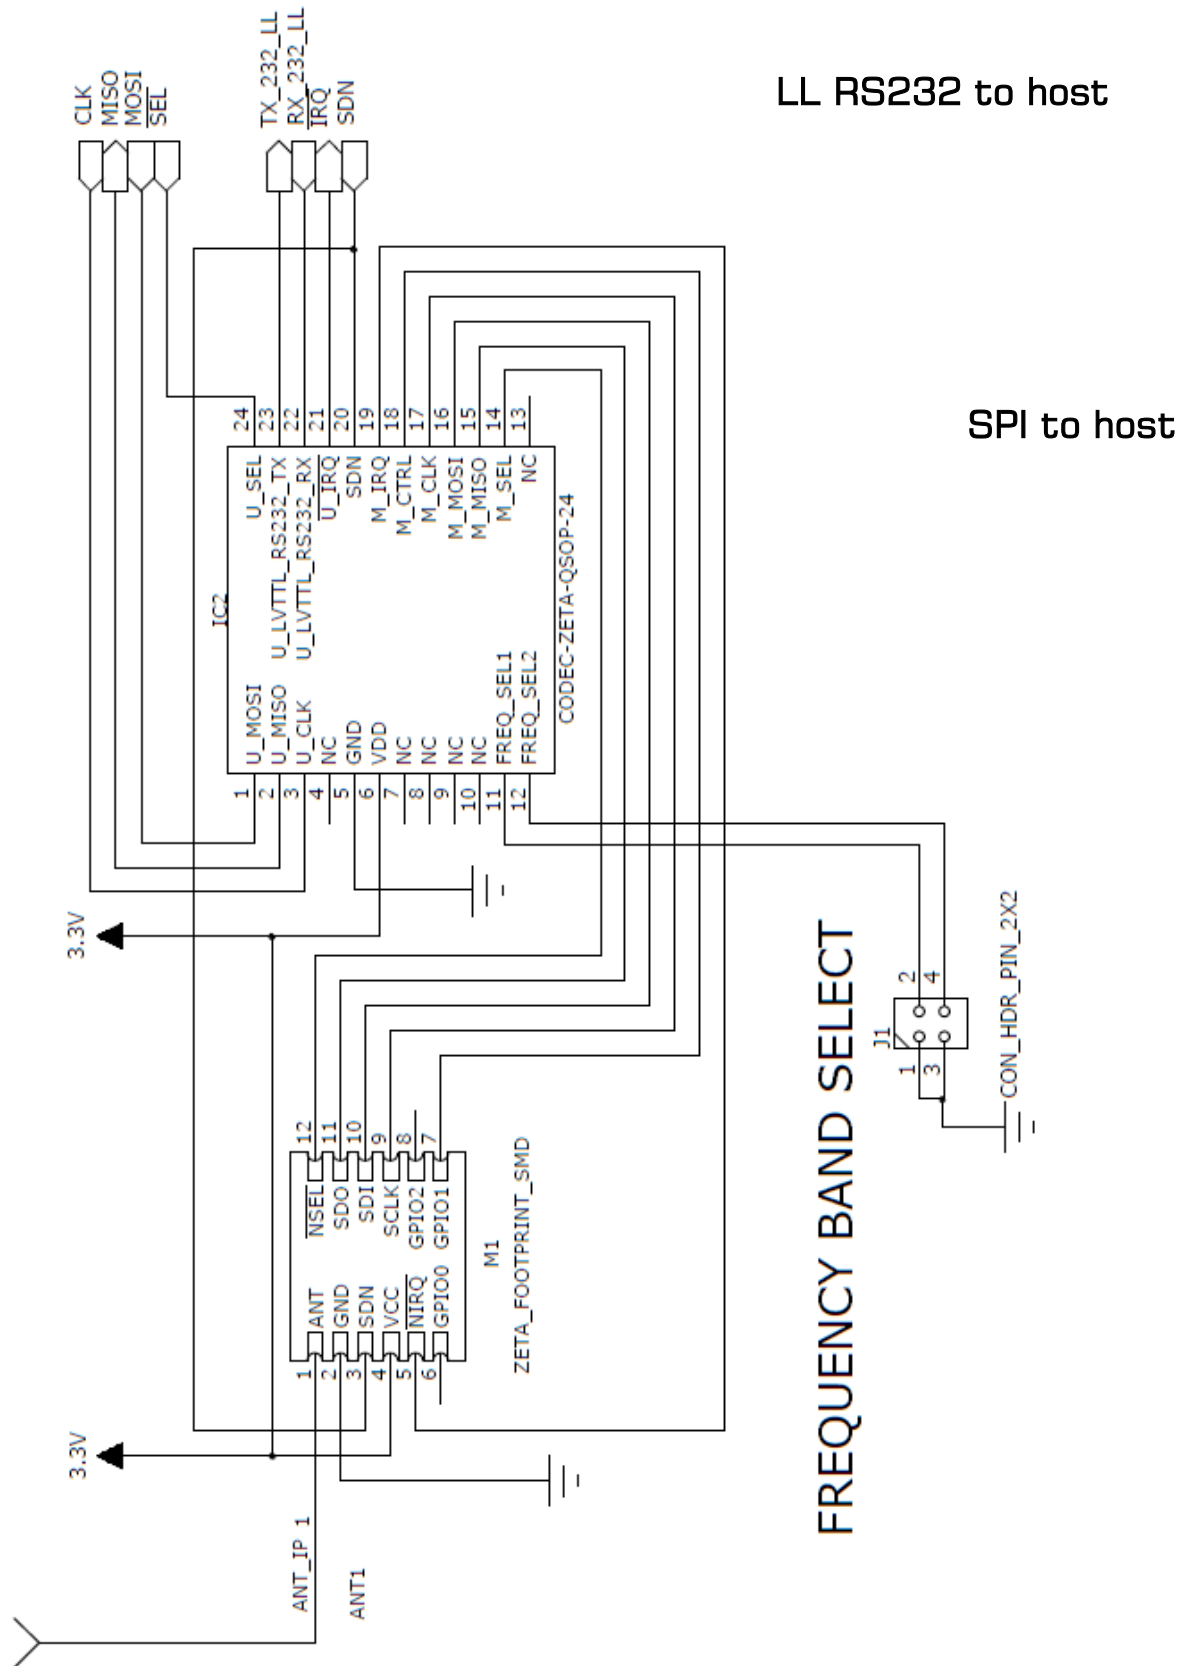 LL RS232 to host
SPI to host
CLK
MISO
MOSI
SEL
TX_232_LL
RX_232_LL
IRQ
SDN
24
23
22
21
20
19
18
17
16
15
14
13
U_SEL
U_LVTTL_RS232_TX
U_LVTTL_RS232_RX
U_IRQ
SDN
M_IRQ
M_CTRL
M_CLK
M_MOSI
M_MISO
M_SEL
NC
IC2
CODEC-ZETA-QSOP-24
U_MOSI
U_MISO
U_CLK
NC
GND
VDD
NC
NC
NC
NC
FREQ_SEL1
FREQ_SEL2
1
2
3
4
5
6
7
8
9
10
11
12
3.3V
12
11
10
9
8
7
NSEL
SDO
SDI
SCLK
GPIO2
GPIO1
ANT
GND
SDN
VCC
NIRQ
GPIO0
1
2
3
4
5
6
M1
ZETA_FOOTPRINT_SMD
3.3V
ANT_IP 1
ANT1
FREQUENCY BAND SELECT
J1
2
4
1
3
CON_HDR_PIN_2X2